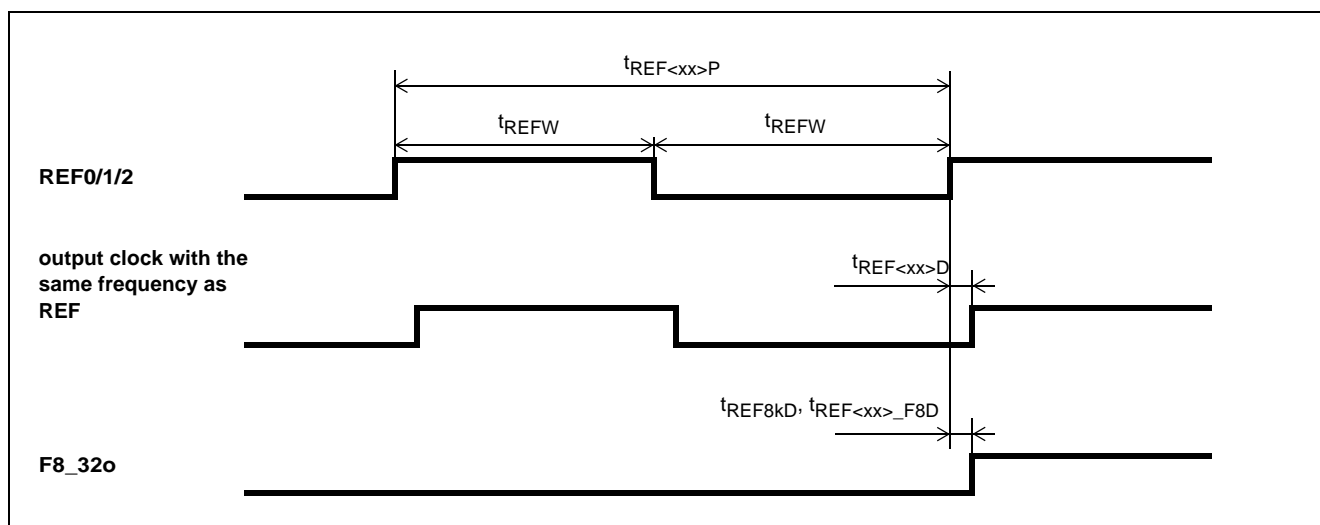 tREF<xx>P
tREFW tREFW
REF0/1/2
output clock with the
same frequency as
REF
tREF<xx>D
tREF8kD, tREF<xx>_F8D
F8_32o